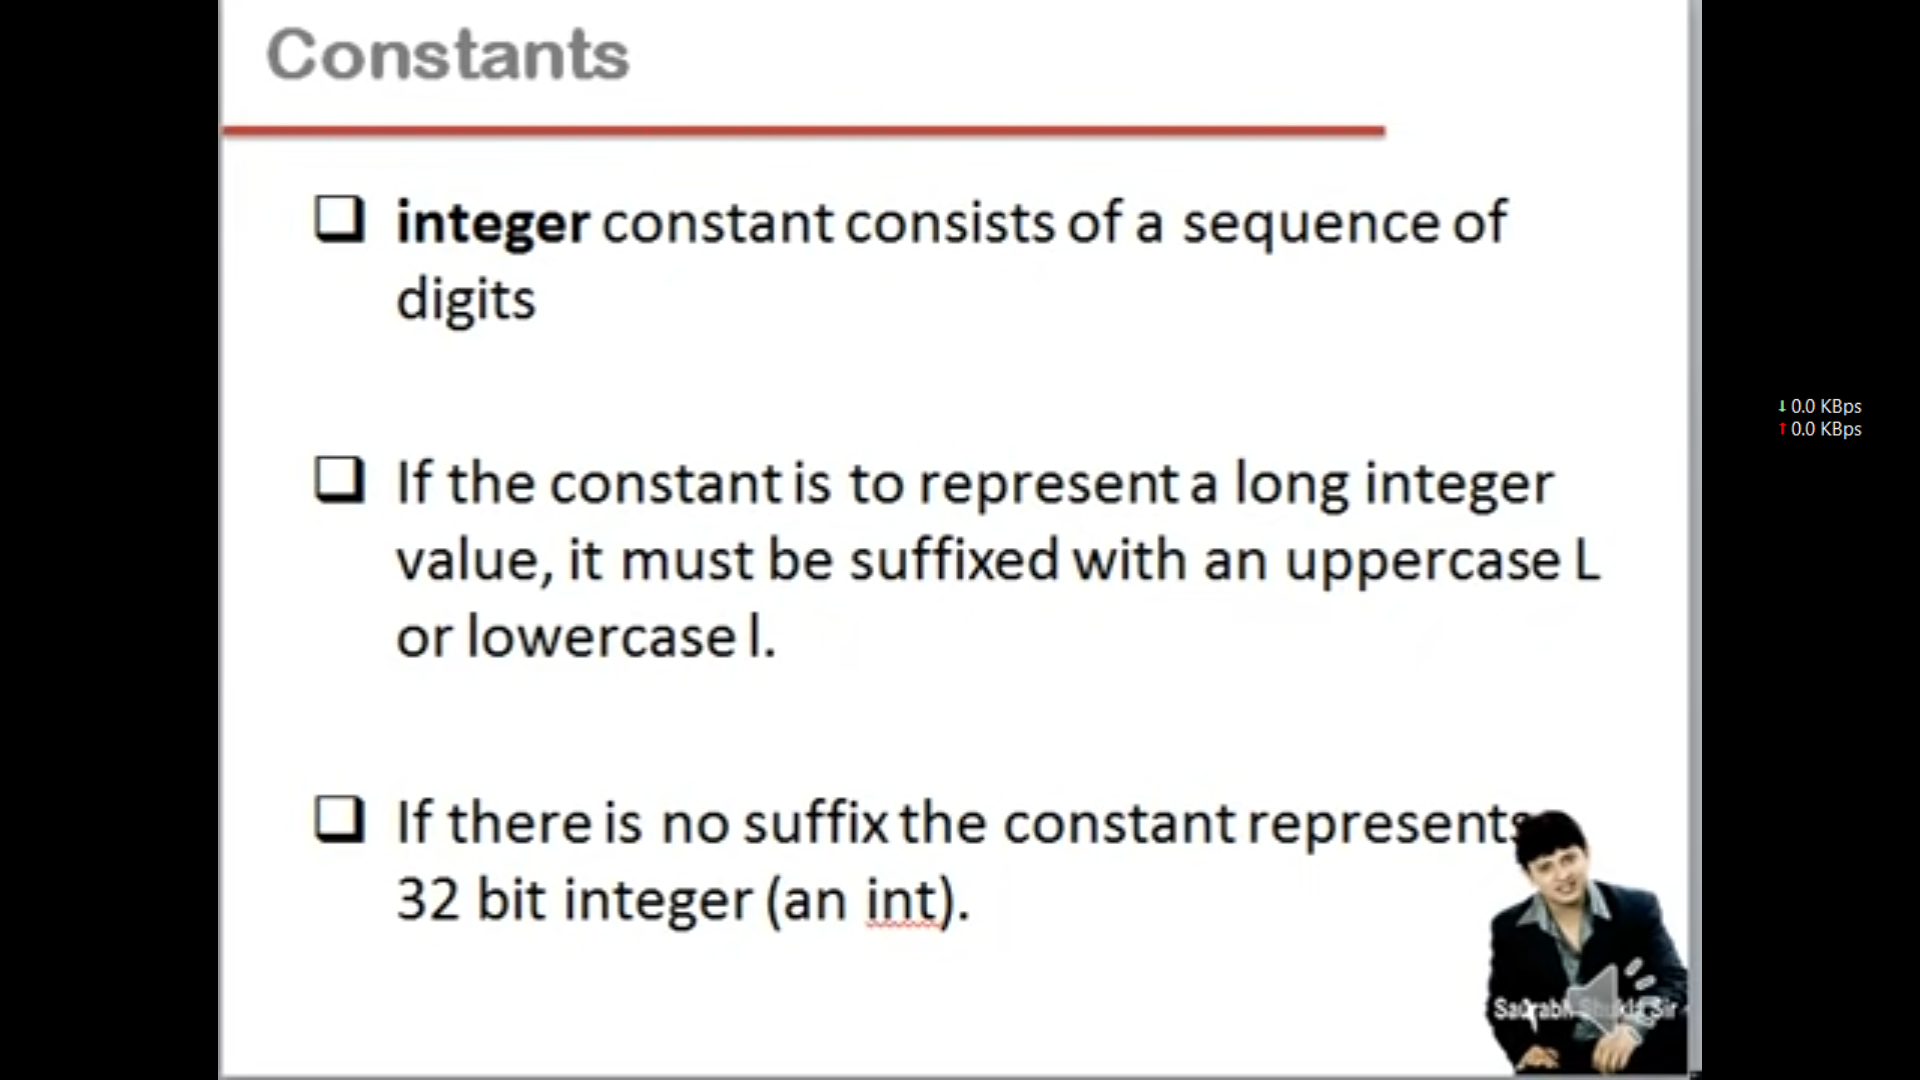 Constants
integer constant consists of a sequence of
digits
If the constant is to represent a long integer
value, it must be suffixed with an uppercase L
or lowercase l.
If there is no suffix the constant represents
32 bit integer (an int).
Saurabh Shukla Sir
↓ 0.0 KBps
↑ 0.0 KBps